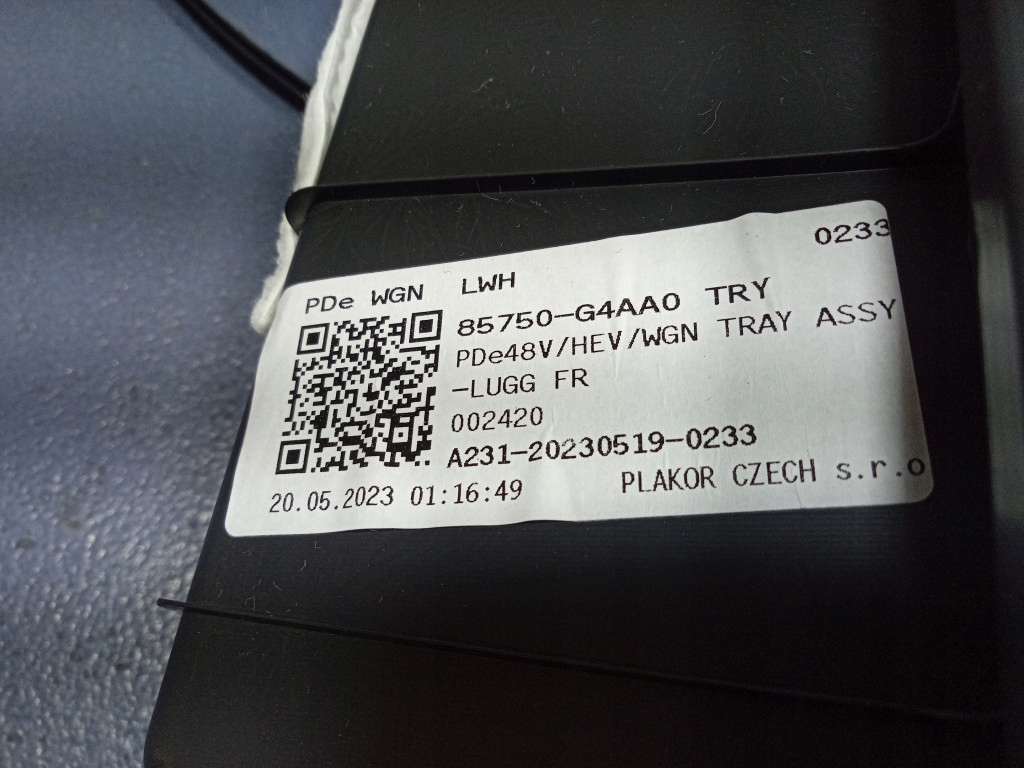 0233
PDe WGN LWH
85750-G4AA0 TRY
PDe48V/HEV/WGN TRAY ASSY
-LUGG FR
002420
A231-20230519-0233
20.05.2023 01:16:49 PLAKOR CZECH s.r.o